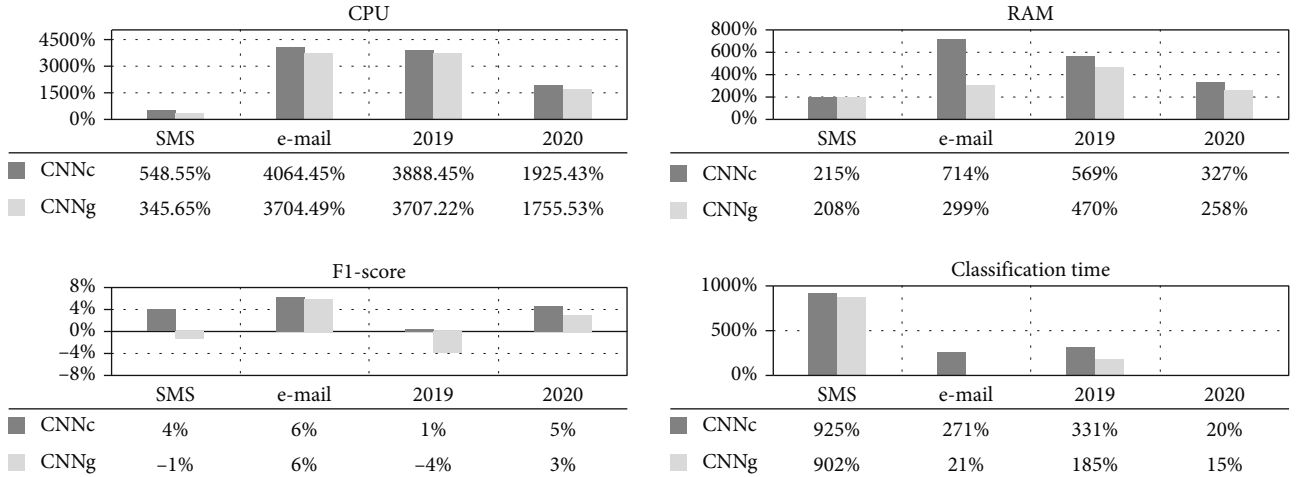 CPU
4500%
3000%
1500%
0%
SMS e-mail 2019 2020
CNNc 548.55% 4064.45% 3888.45% 1925.43%
CNNg 345.65% 3704.49% 3707.22% 1755.53%
RAM
800%
600%
400%
200%
0%
SMS e-mail 2019 2020
CNNc 215% 714% 569% 327%
CNNg 208% 299% 470% 258%
F1-score
8%
4%
0%
–4%
–8%
SMS e-mail 2019 2020
CNNc 4% 6% 1% 5%
CNNg –1% 6% –4% 3%
Classification time
1000%
500%
0%
SMS e-mail 2019 2020
CNNc 925% 271% 331% 20%
CNNg 902% 21% 185% 15%